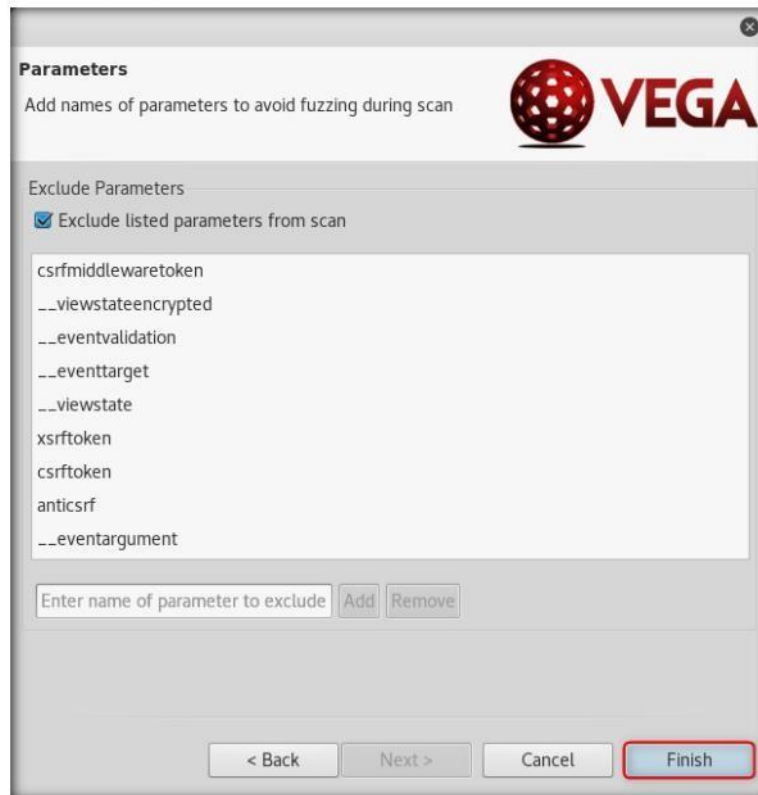 Parameters
Add names of parameters to avoid fuzzing during scan
VEGA
Exclude Parameters
Exclude listed parameters from scan
csrfmiddlewaretoken
__viewstateencrypted
__eventvalidation
__eventtarget
__viewstate
xsrftoken
csrftoken
anticsrf
__eventargument
Enter name of parameter to exclude Add Remove
< Back Next > Cancel Finish